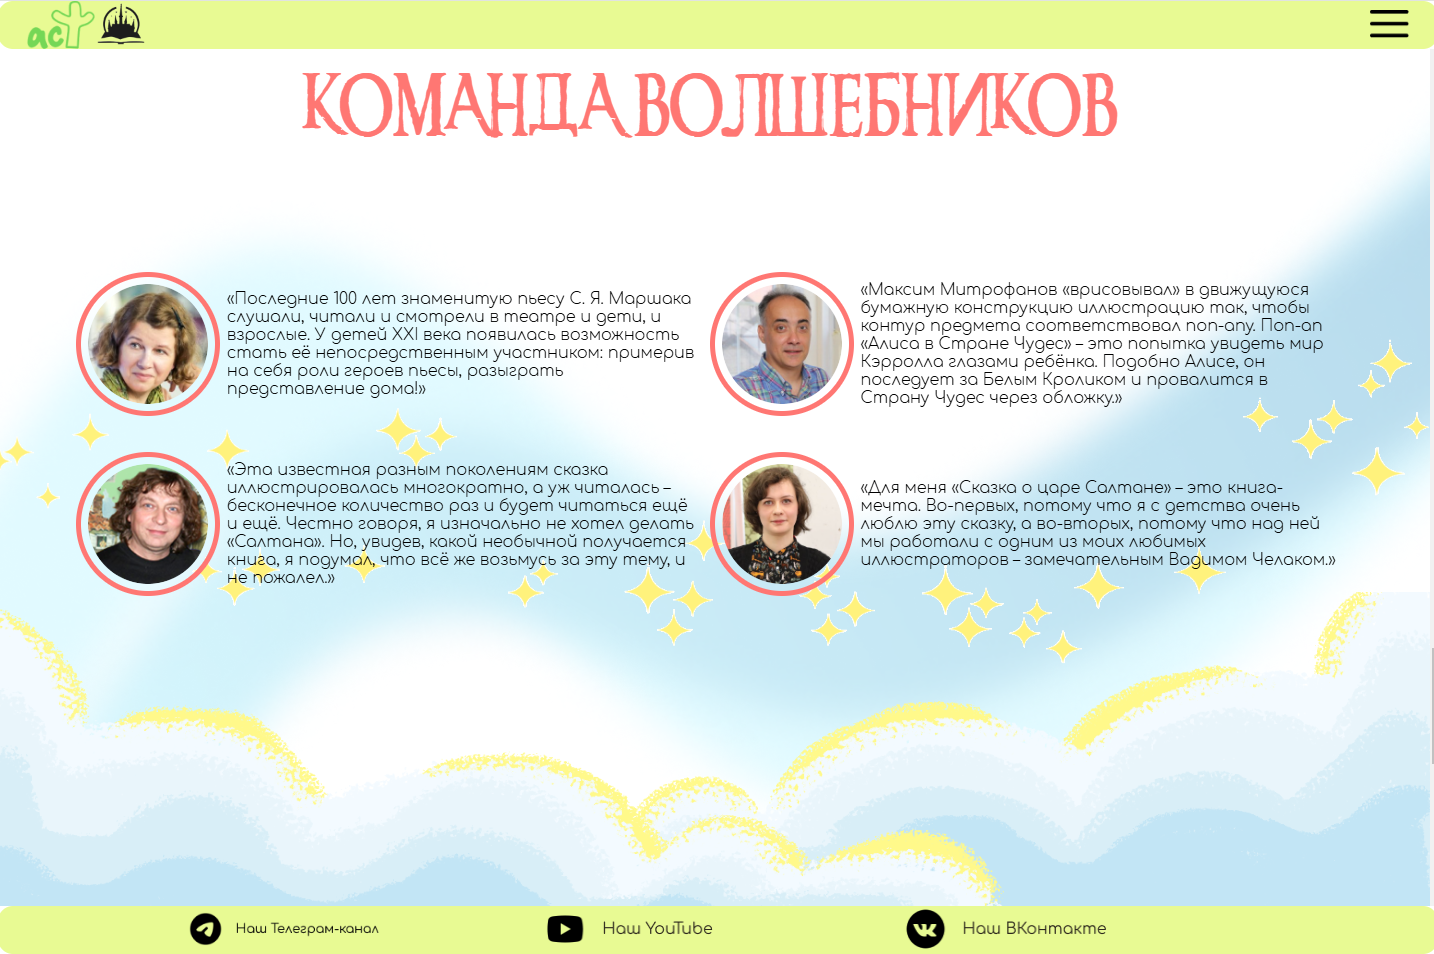 аст
КОМАНДА ВОЛШЕБНИКОВ
«Последние 100 лет знаменитую пьесу С. Я. Маршака
слушали, читали и смотрели в театре и дети, и
взрослые. У детей XXI века появилась возможность
стать её непосредственным участником: примерив
на себя роли героев пьесы, разыграть
представление дома!»
«Максим Митрофанов «врисовывал» в движущуюся
бумажную конструкцию иллюстрацию так, чтобы
контур предмета соответствовал поп-апу. Поп-ап
«Алиса в Стране Чудес» – это попытка увидеть мир
Кэрролла глазами ребёнка. Подобно Алисе, он
последует за Белым Кроликом и провалится в
Страну Чудес через обложку.»
«Эта известная разным поколениям сказка
иллюстрировалась многократно, а уж читалась –
бесконечное количество раз и будет читаться ещё
и ещё. Честно говоря, я изначально не хотел делать
«Салтана». Но, увидев, какой необычной получается
книга, я подумал, что всё же возьмусь за эту тему, и
не пожалел.»
«Для меня «Сказка о царе Салтане» – это книга-
мечта. Во-первых, потому что я с детства очень
люблю эту сказку, а во-вторых, потому что над ней
мы работали с одним из моих любимых
иллюстраторов – замечательным Вадимом Челаком.»
Наш Телеграм-канал
Наш YouTube
Наш ВКонтакте